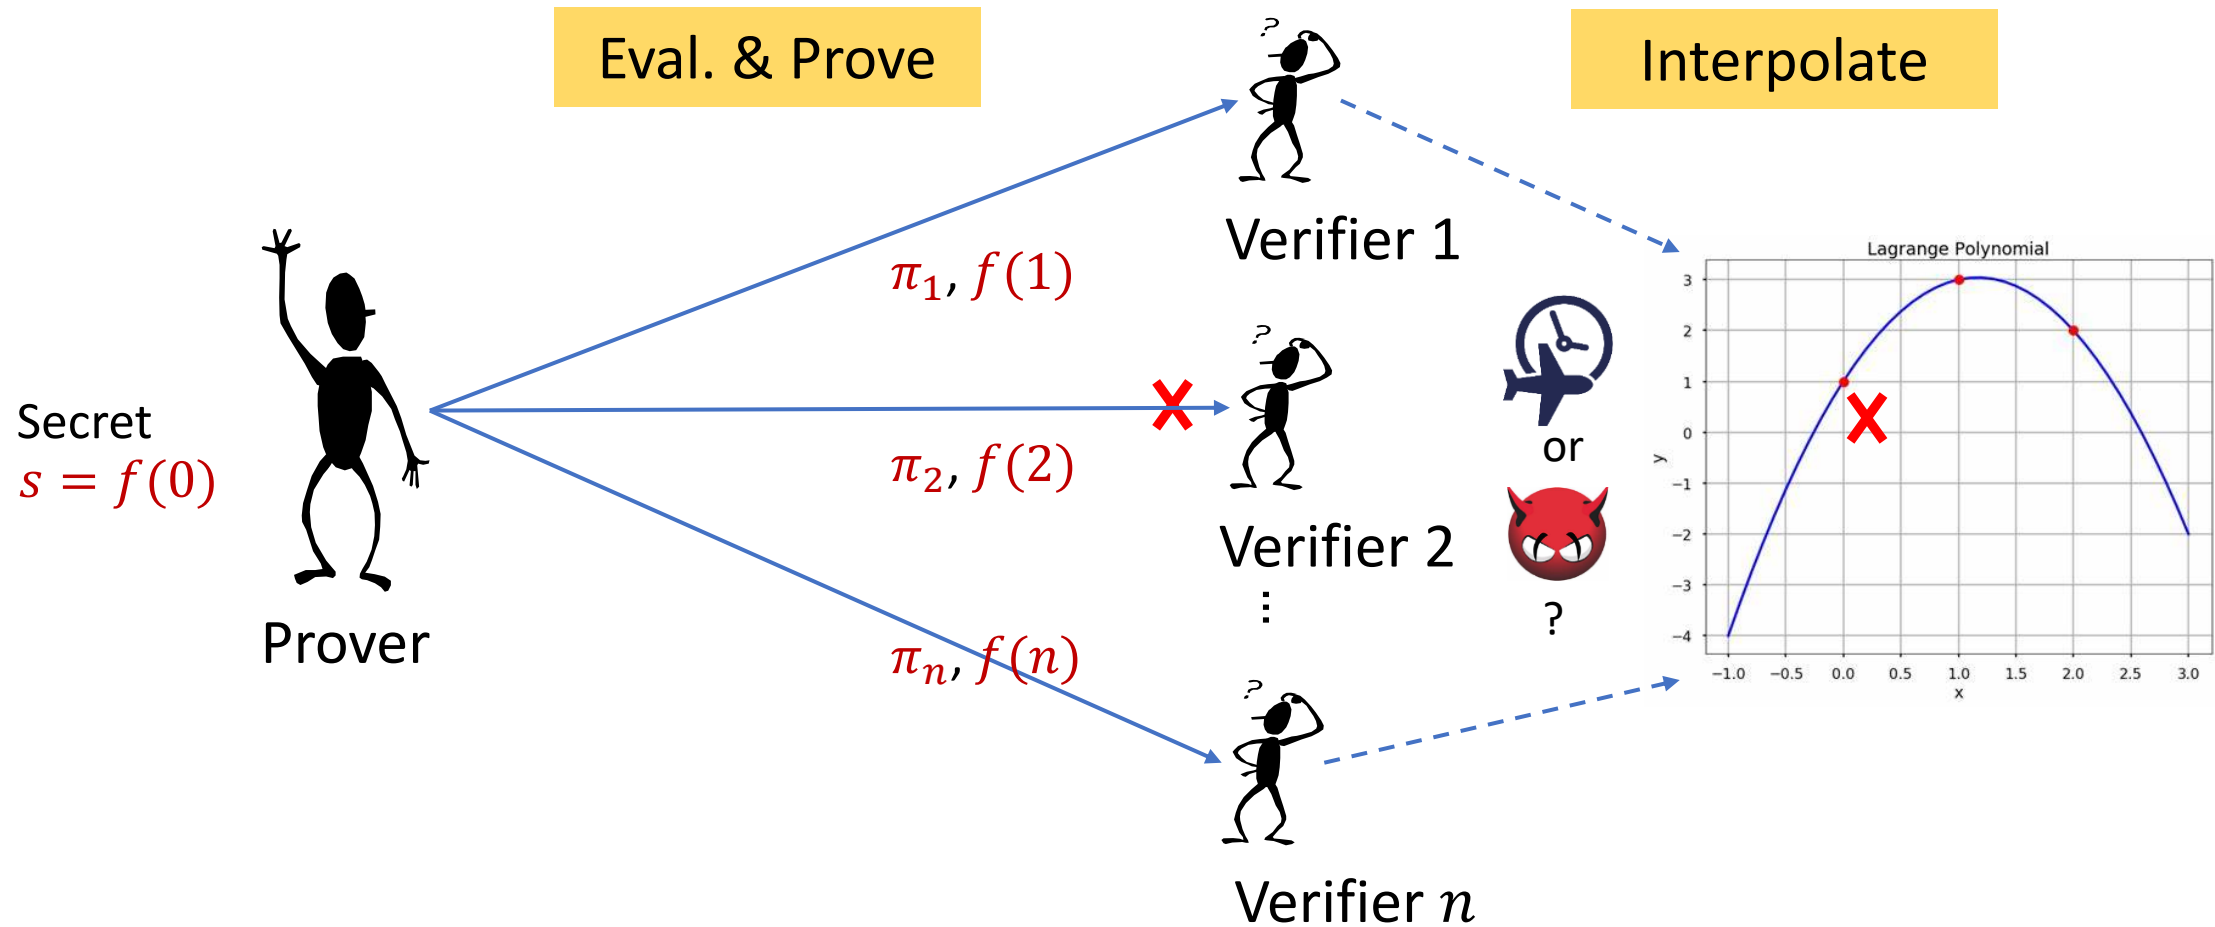 Eval. & Prove
Interpolate
?
Verifier 1
π₁, f(1)
Secret
s = f(0)
Prover
?
π₂, f(2)
Verifier 2
⋮
or
?
πₙ, f(n)
?
Verifier n
Lagrange Polynomial
3
2
1
0
−1
−2
−3
−4
y
−1.0 −0.5 0.0 0.5 1.0 1.5 2.0 2.5 3.0
x